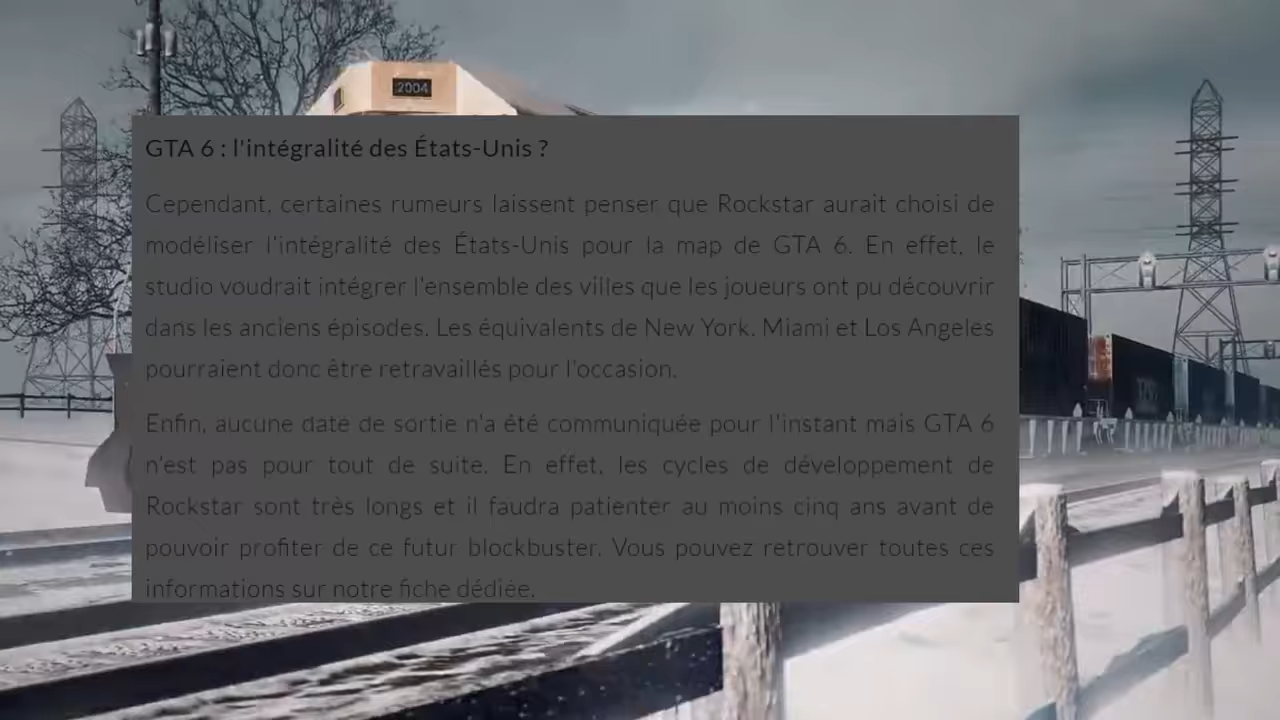 2004
GTA 6 : l'intégralité des États-Unis ?
Cependant, certaines rumeurs laissent penser que Rockstar aurait choisi de
modéliser l'intégralité des États-Unis pour la map de GTA 6. En effet, le
studio voudrait intégrer l'ensemble des villes que les joueurs ont pu découvrir
dans les anciens épisodes. Les équivalents de New York, Miami et Los Angeles
pourraient donc être retravaillés pour l'occasion.
Enfin, aucune date de sortie n'a été communiquée pour l'instant mais GTA 6
n'est pas pour tout de suite. En effet, les cycles de développement de
Rockstar sont très longs et il faudra patienter au moins cinq ans avant de
pouvoir profiter de ce futur blockbuster. Vous pouvez retrouver toutes ces
informations sur notre fiche dédiée.